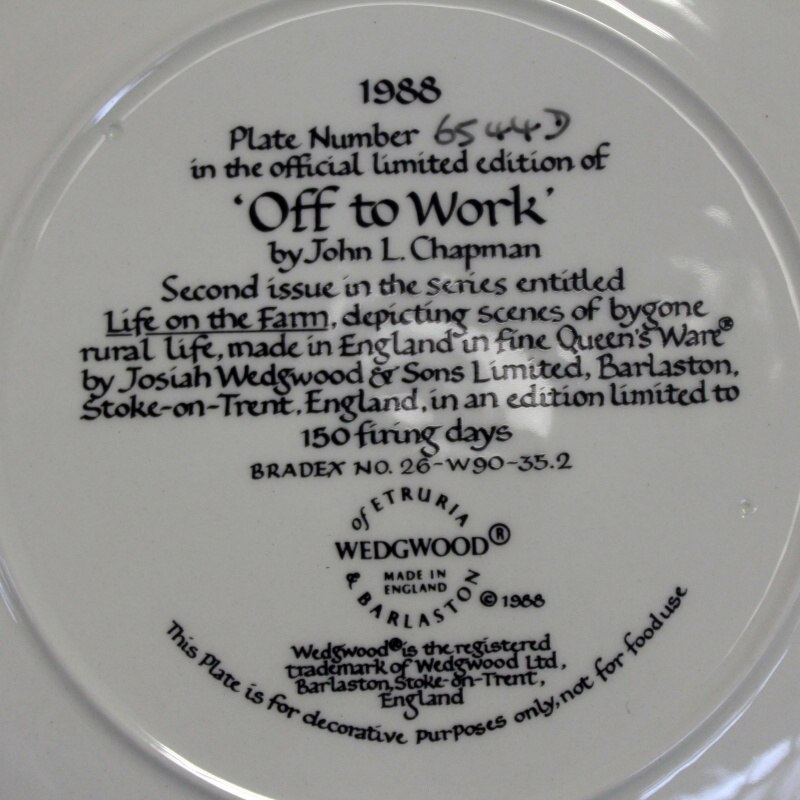 1988
Plate Number 6544D
in the official limited edition of
'Off to Work'
by John L. Chapman
Second issue in the series entitled
Life on the Farm, depicting scenes of bygone
rural life, made in England in fine Queen's Ware®
by Josiah Wedgwood & Sons Limited, Barlaston,
Stoke-on-Trent, England, in an edition limited to
150 firing days
BRADEX NO. 26-W90-35.2
of ETRURIA
WEDGWOOD®
MADE IN
ENGLAND
& BARLASTON
© 1988
Wedgwood® is the registered
trademark of Wedgwood Ltd,
Barlaston, Stoke-on-Trent,
England
This Plate is for decorative purposes only, not for food use